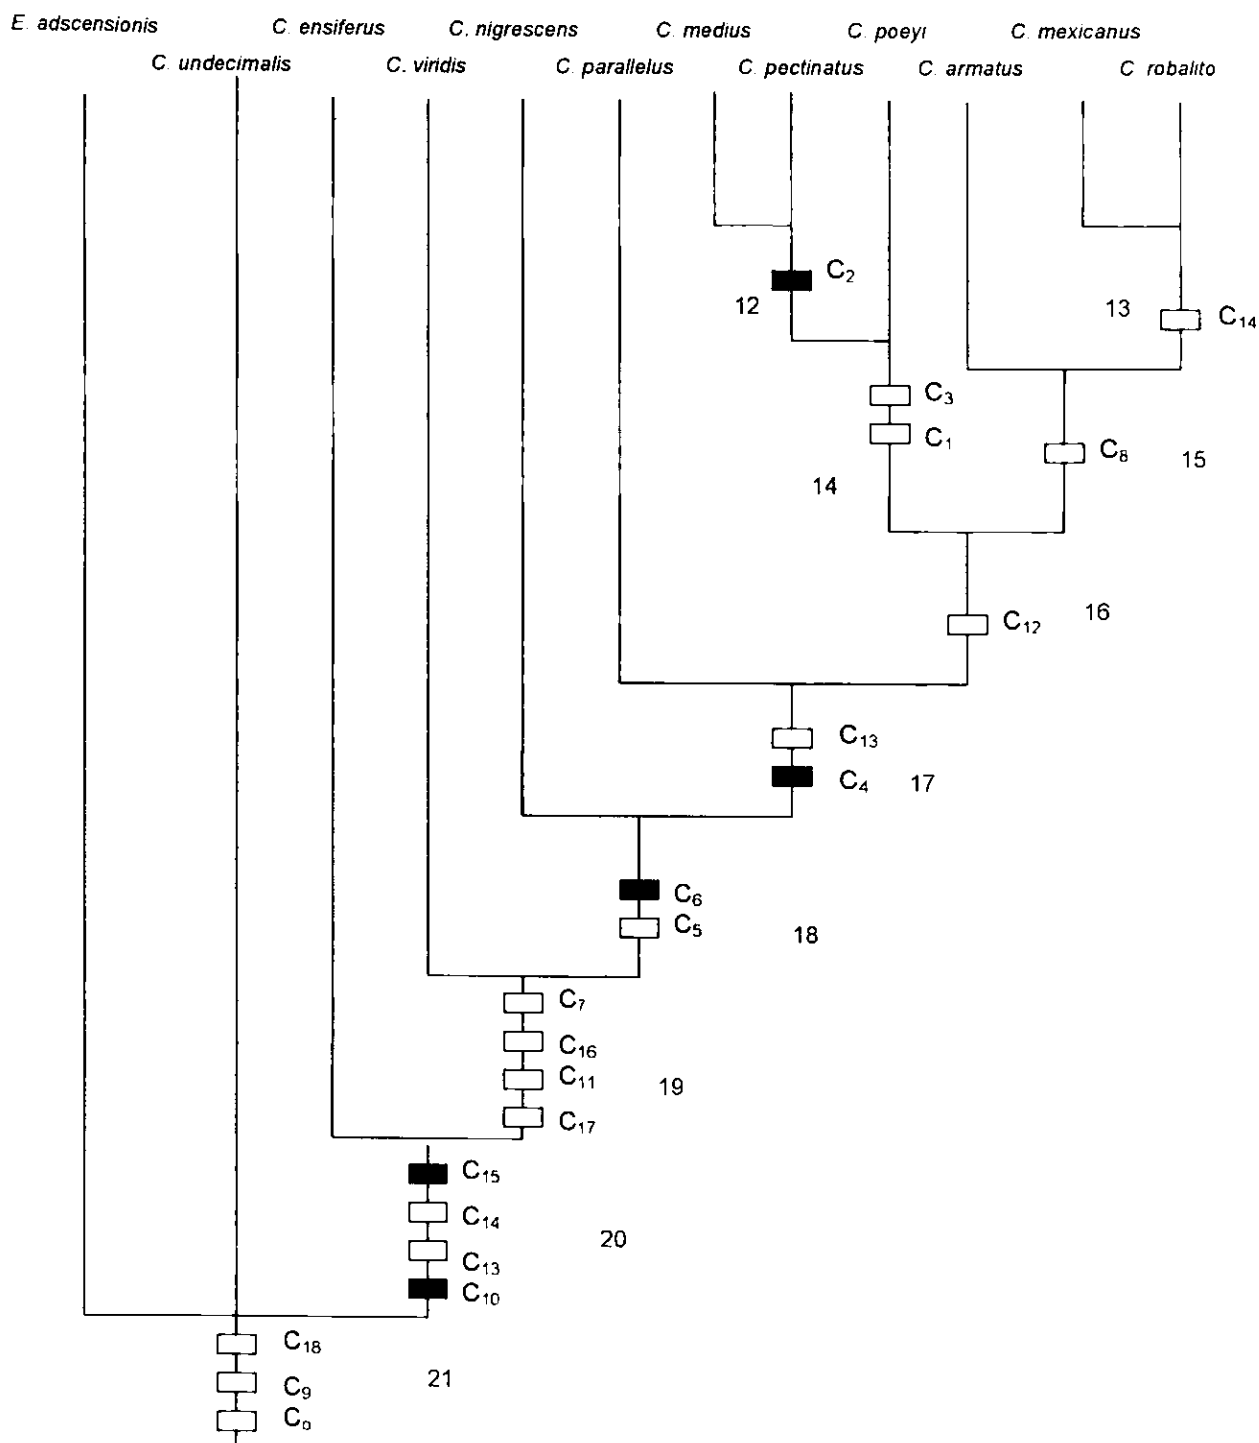 E. adscensionis C. ensiferus C. nigrescens C. medius C. poeyi C. mexicanus
C. undecimalis C. viridis C. parallelus C. pectinatus C. armatus C. robalito
C2
12
13
C14
C3
C1
C8
15
14
C12
16
C13
C4
17
C6
C5
18
C7
C16
C11
19
C17
C15
C14
20
C13
C10
C18
21
C9